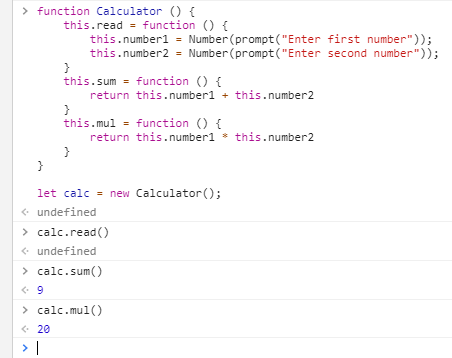 function Calculator () {
    this.read = function () {
        this.number1 = Number(prompt("Enter first number"));
        this.number2 = Number(prompt("Enter second number"));
    }
    this.sum = function () {
        return this.number1 + this.number2
    }
    this.mul = function () {
        return this.number1 * this.number2
    }
}

let calc = new Calculator();
undefined
calc.read()
undefined
calc.sum()
9
calc.mul()
20